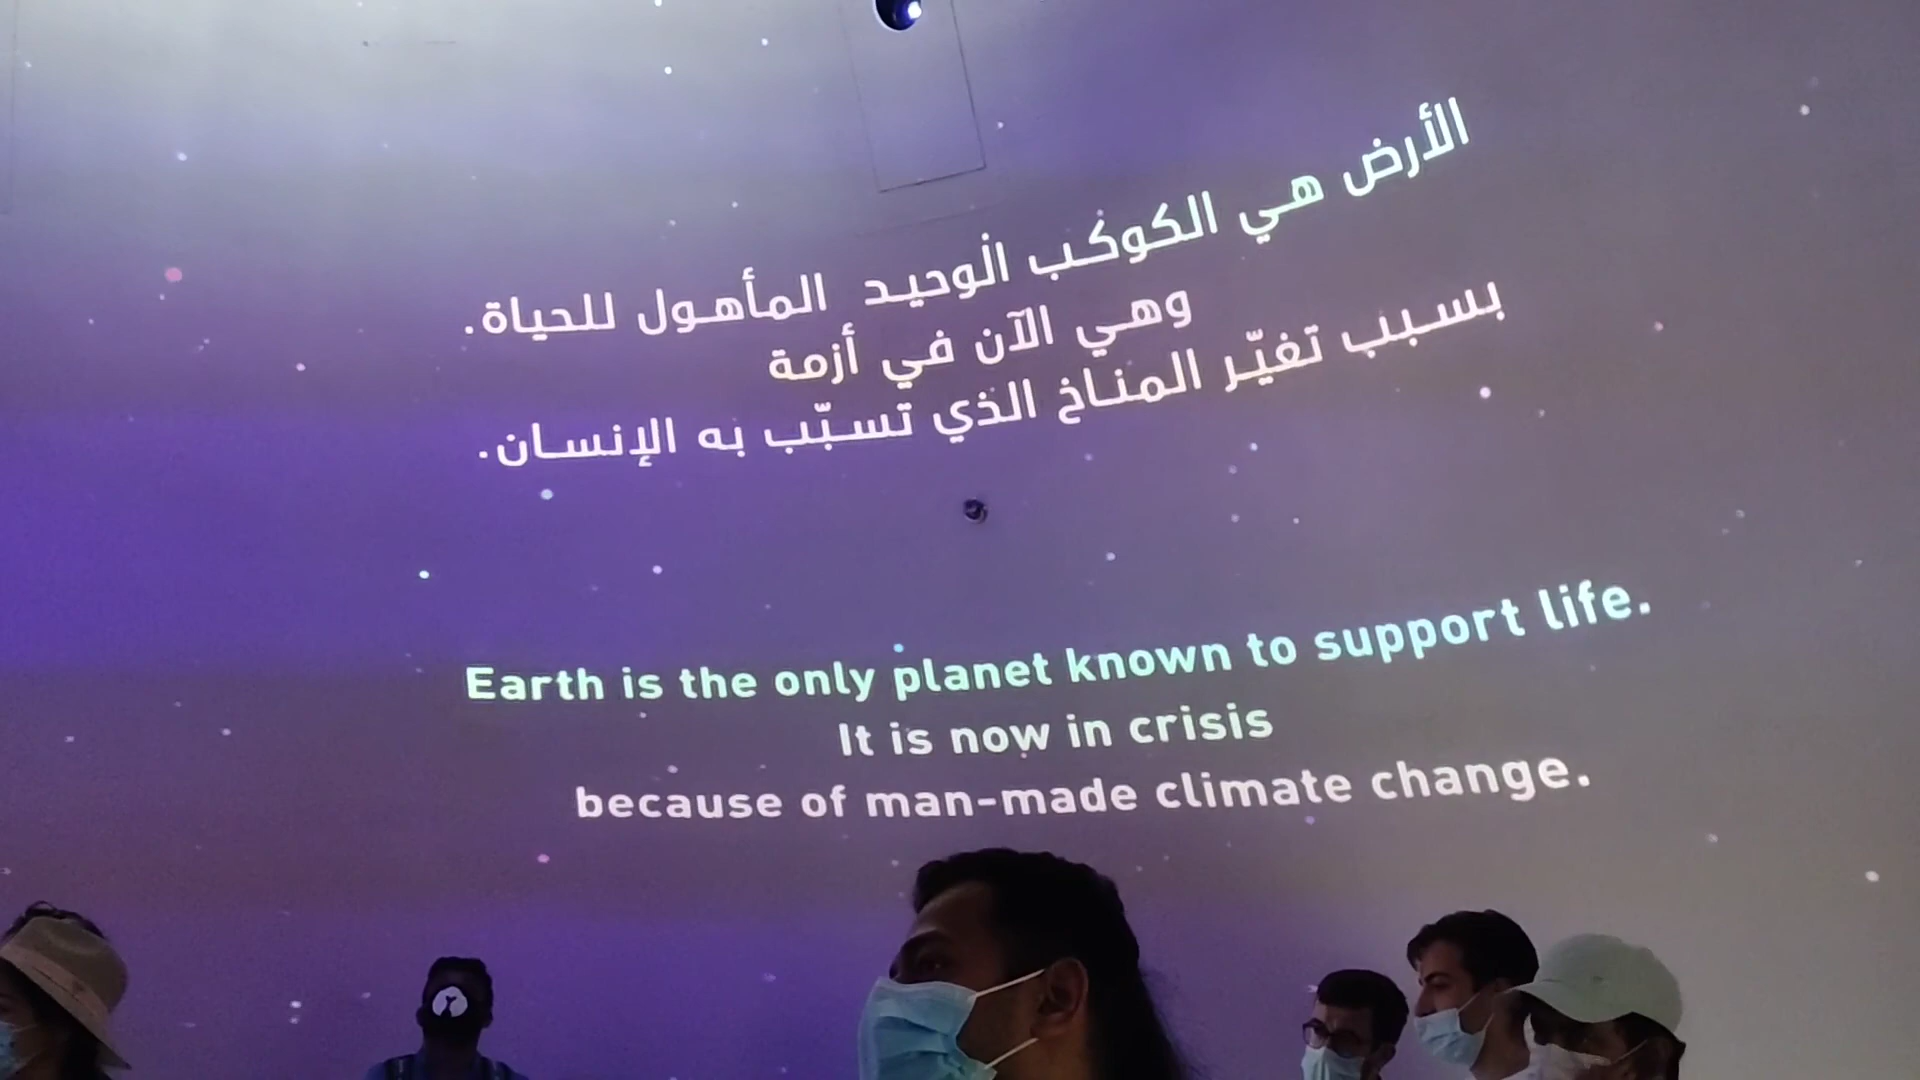 الأرض هي الكوكب الوحيد المأهول للحياة.
وهي الآن في أزمة
بسبب تغيّر المناخ الذي تسبّب به الإنسان.
Earth is the only planet known to support life.
It is now in crisis
because of man-made climate change.